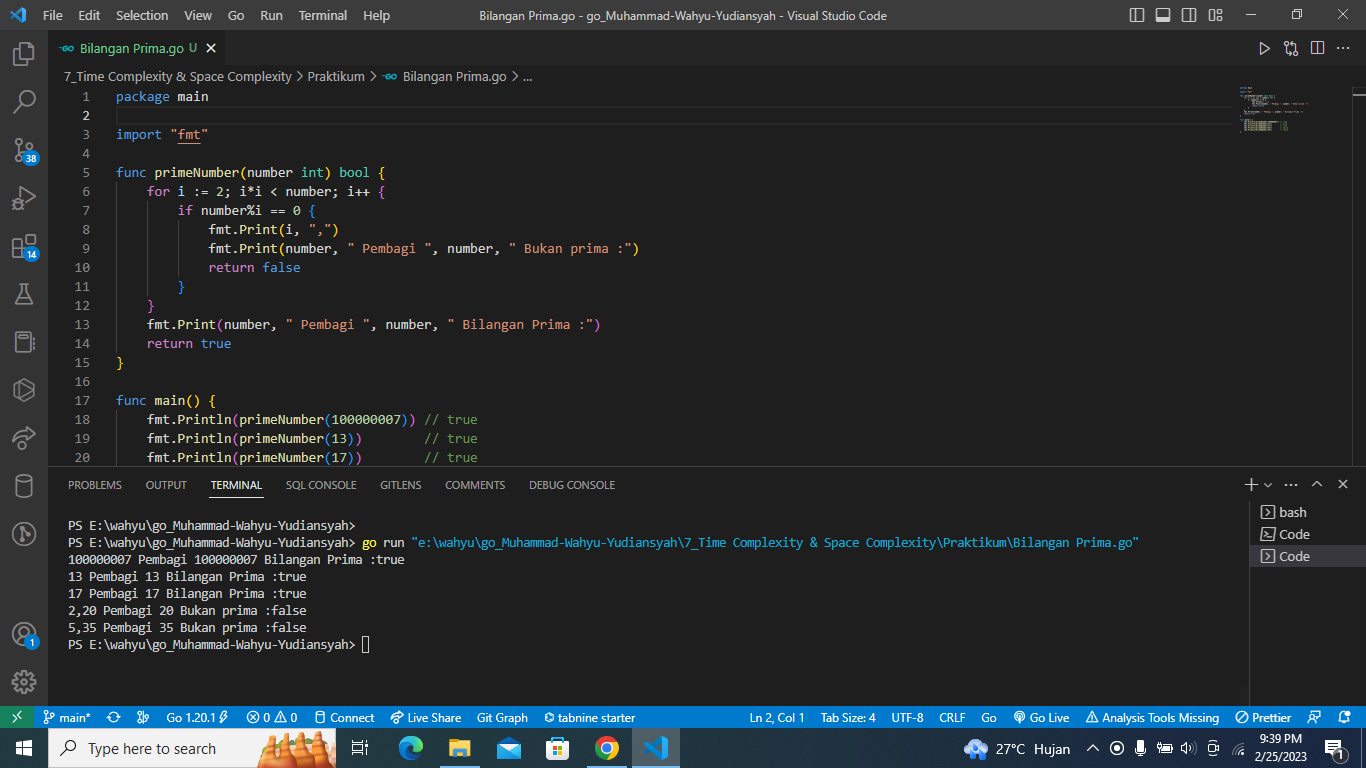 File Edit Selection View Go Run Terminal Help Bilangan Prima.go - go_Muhammad-Wahyu-Yudiansyah - Visual Studio Code
Bilangan Prima.go U
7_Time Complexity & Space Complexity > Praktikum > Bilangan Prima.go > ...
1 package main
2
3 import "fmt"
4
5 func primeNumber(number int) bool {
6 for i := 2; i*i < number; i++ {
7 if number%i == 0 {
8 fmt.Print(i, ",")
9 fmt.Print(number, " Pembagi ", number, " Bukan prima :")
10 return false
11 }
12 }
13 fmt.Print(number, " Pembagi ", number, " Bilangan Prima :")
14 return true
15 }
16
17 func main() {
18 fmt.Println(primeNumber(100000007)) // true
19 fmt.Println(primeNumber(13)) // true
20 fmt.Println(primeNumber(17)) // true
38
14
1
PROBLEMS OUTPUT TERMINAL SQL CONSOLE GITLENS COMMENTS DEBUG CONSOLE
PS E:\wahyu\go_Muhammad-Wahyu-Yudiansyah>
PS E:\wahyu\go_Muhammad-Wahyu-Yudiansyah> go run "e:\wahyu\go_Muhammad-Wahyu-Yudiansyah\7_Time Complexity & Space Complexity\Praktikum\Bilangan Prima.go"
100000007 Pembagi 100000007 Bilangan Prima :true
13 Pembagi 13 Bilangan Prima :true
17 Pembagi 17 Bilangan Prima :true
2,20 Pembagi 20 Bukan prima :false
5,35 Pembagi 35 Bukan prima :false
PS E:\wahyu\go_Muhammad-Wahyu-Yudiansyah>
bash
Code
Code
main* Go 1.20.1 0 0 Connect Live Share Git Graph tabnine starter Ln 2, Col 1 Tab Size: 4 UTF-8 CRLF Go Go Live Analysis Tools Missing Prettier
Type here to search 27°C Hujan 9:39 PM
2/25/2023
1